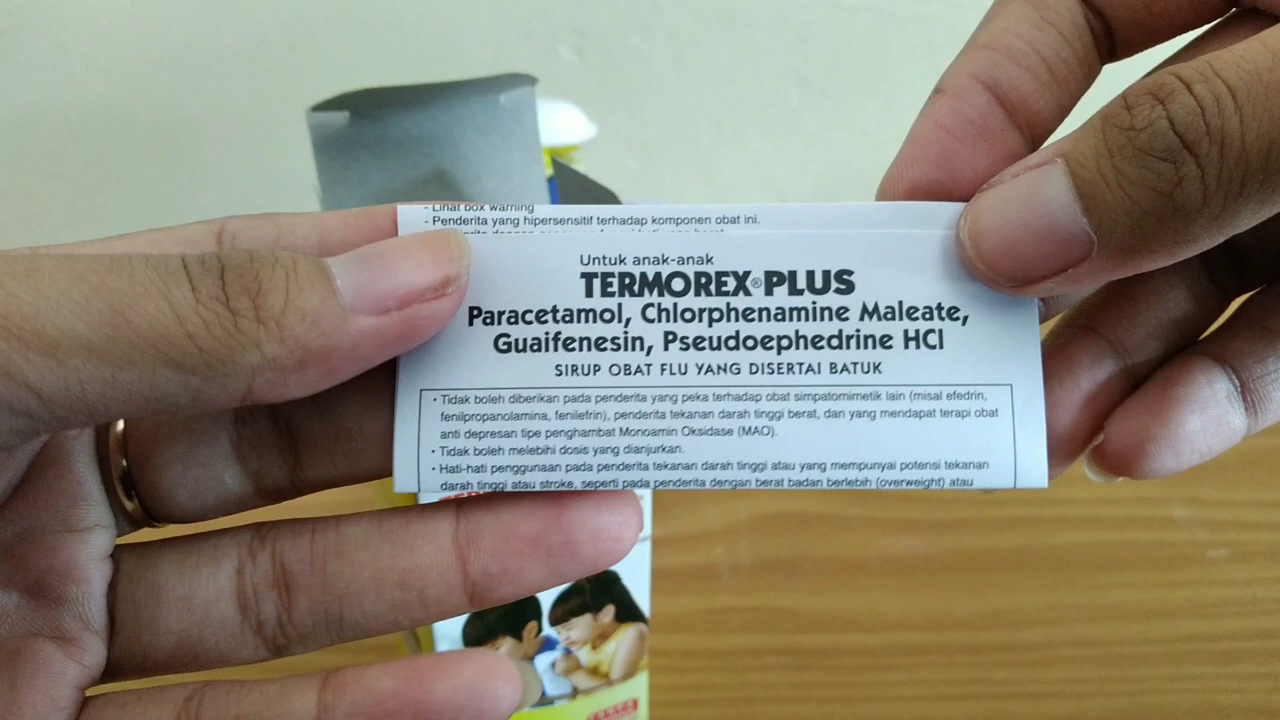 - Lihat box warning
- Penderita yang hipersensitif terhadap komponen obat ini.
Untuk anak-anak
TERMOREX® PLUS
Paracetamol, Chlorphenamine Maleate,
Guaifenesin, Pseudoephedrine HCl
SIRUP OBAT FLU YANG DISERTAI BATUK
• Tidak boleh diberikan pada penderita yang peka terhadap obat simpatomimetik lain (misal efedrin,
fenilpropanolamina, fenilefrin), penderita tekanan darah tinggi berat, dan yang mendapat terapi obat
anti depresan tipe penghambat Monoamin Oksidase (MAO).
• Tidak boleh melebihi dosis yang dianjurkan.
• Hati-hati penggunaan pada penderita tekanan darah tinggi atau yang mempunyai potensi tekanan
darah tinggi atau stroke, seperti pada penderita dengan berat badan berlebih (overweight) atau